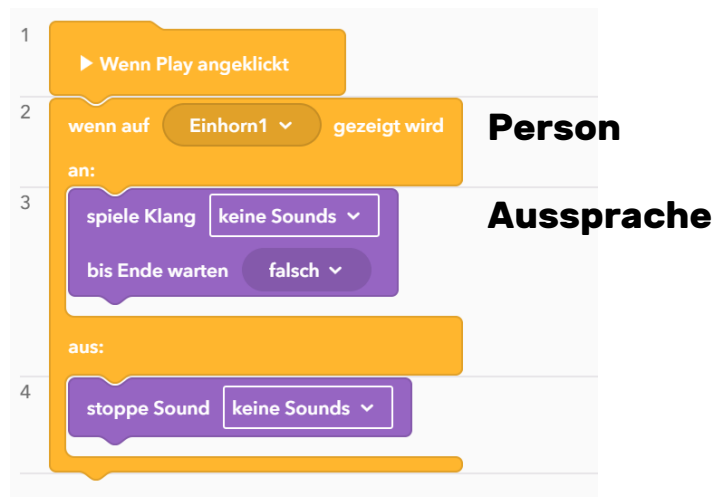 1
▶ Wenn Play angeklickt
2
wenn auf Einhorn1 gezeigt wird
Person
an:
3
spiele Klang keine Sounds
Aussprache
bis Ende warten falsch
aus:
4
stoppe Sound keine Sounds